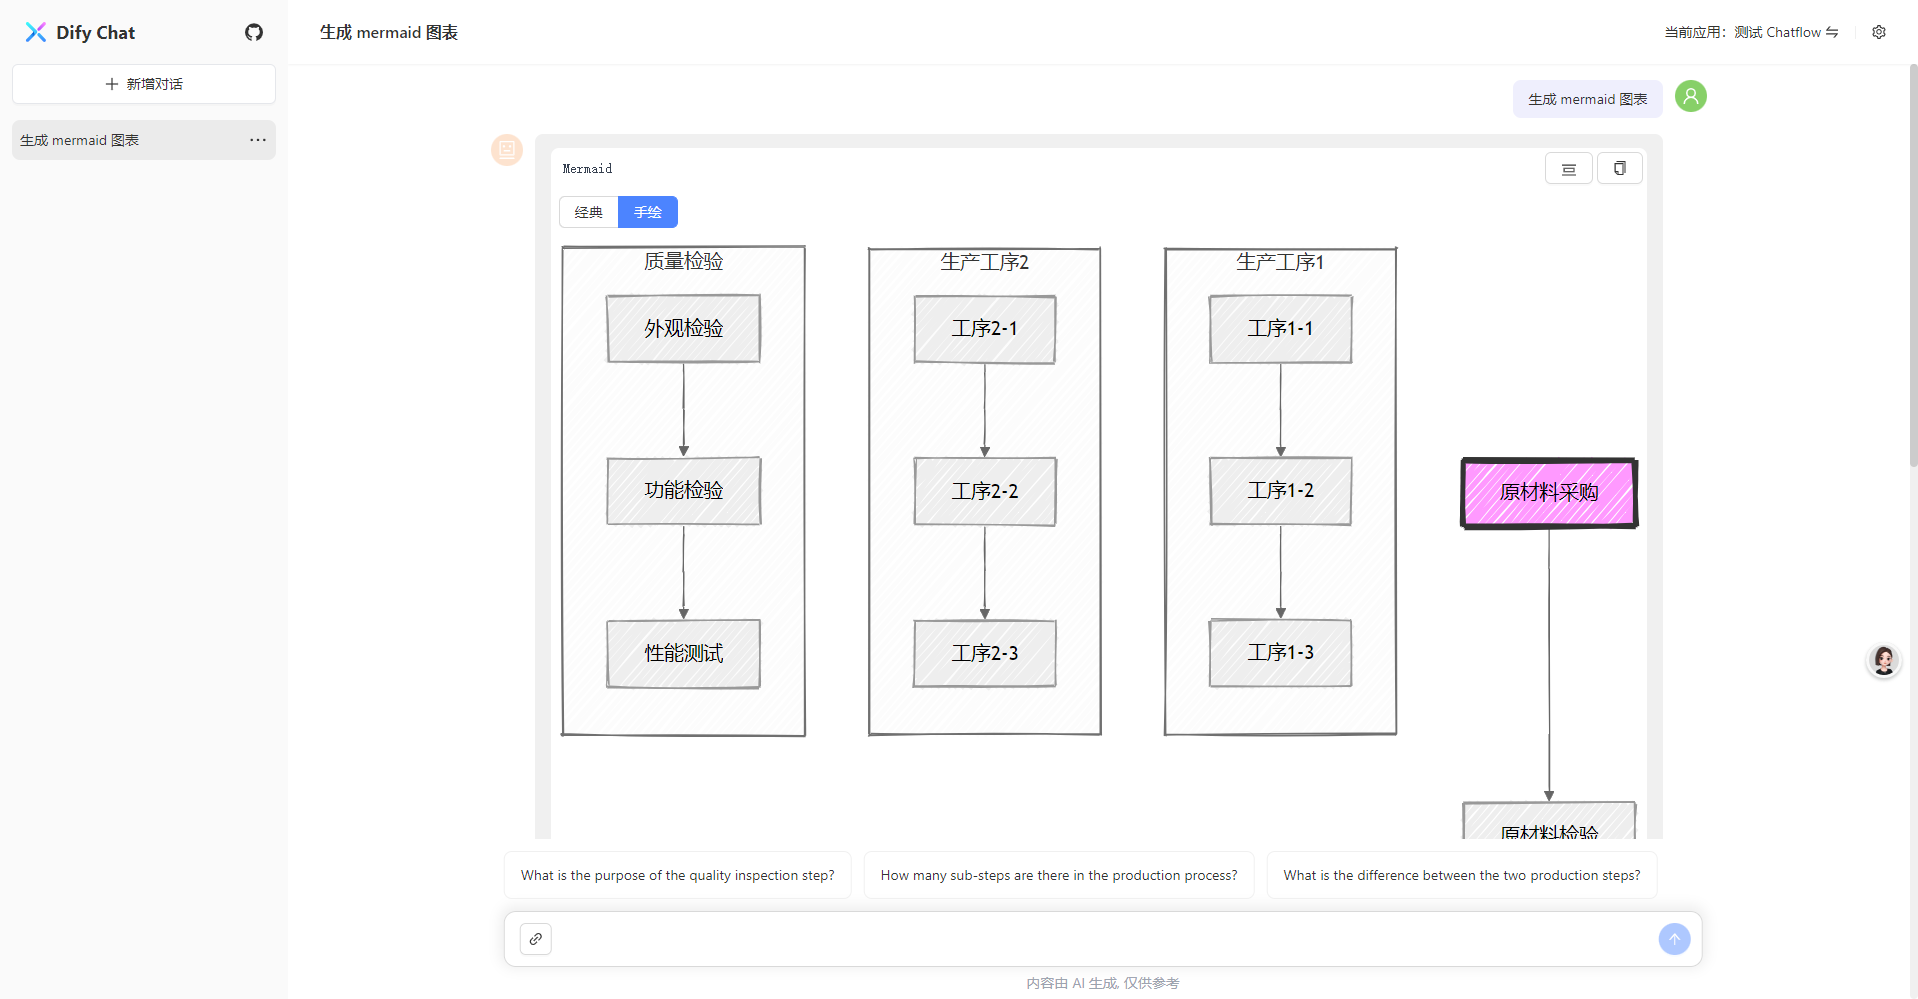 Dify Chat
新增对话
生成 mermaid 图表
生成 mermaid 图表
当前应用：测试 Chatflow
生成 mermaid 图表
Mermaid
经典
手绘
质量检验
外观检验
功能检验
性能测试
生产工序2
工序2-1
工序2-2
工序2-3
生产工序1
工序1-1
工序1-2
工序1-3
原材料采购
原材料检验
What is the purpose of the quality inspection step?
How many sub-steps are there in the production process?
What is the difference between the two production steps?
内容由 AI 生成, 仅供参考